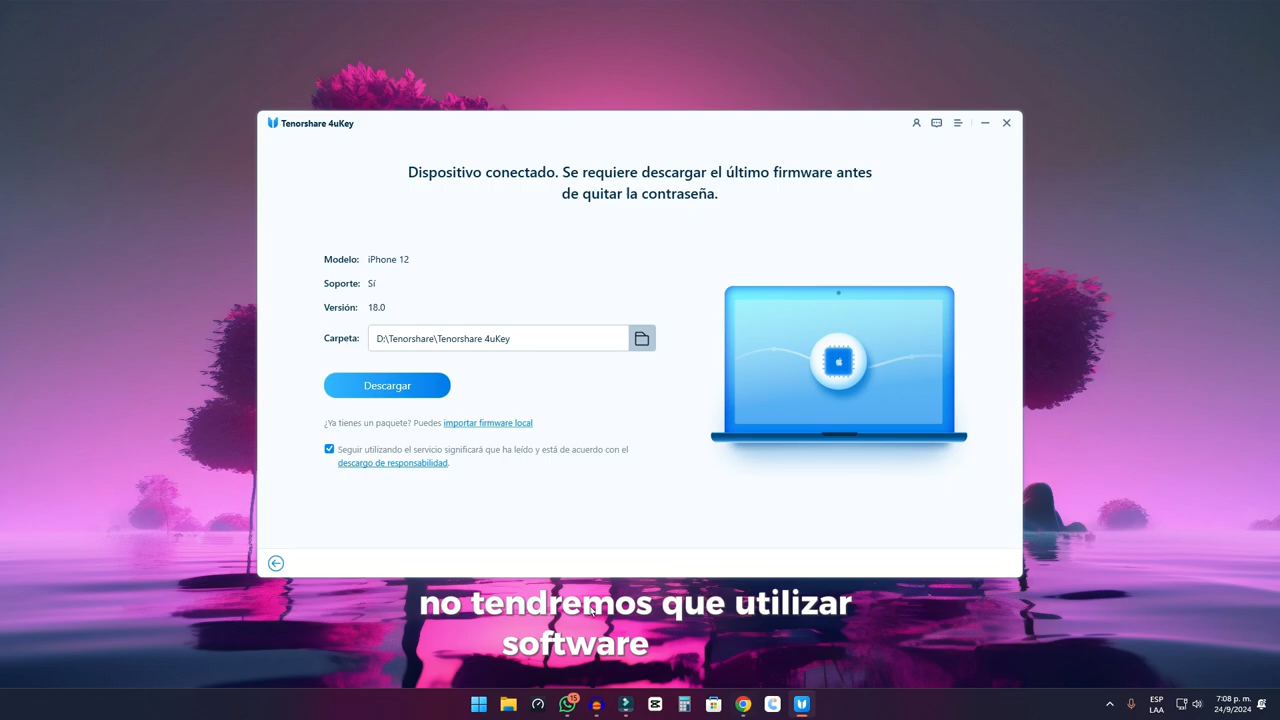 Tenorshare 4uKey
Dispositivo conectado. Se requiere descargar el último firmware antes
de quitar la contraseña.
Modelo: iPhone 12
Soporte: Sí
Versión: 18.0
Carpeta: D:\Tenorshare\Tenorshare 4uKey
Descargar
¿Ya tienes un paquete? Puedes importar firmware local
Seguir utilizando el servicio significará que ha leído y está de acuerdo con el
descargo de responsabilidad.
no tendremos que utilizar
software
15
ESP
LAA
7:08 p. m.
24/9/2024